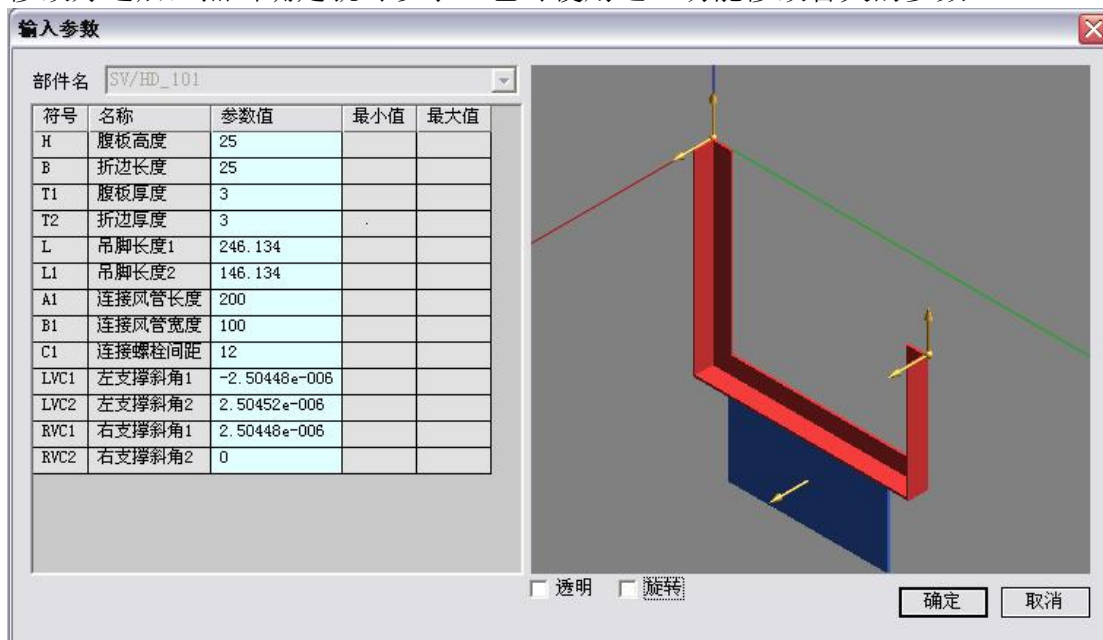 输入参数
部件名 SV/HD_101
符号 名称 参数值 最小值 最大值
H 腹板高度 25
B 折边长度 25
T1 腹板厚度 3
T2 折边厚度 3
L 吊脚长度1 246.134
L1 吊脚长度2 146.134
A1 连接风管长度 200
B1 连接风管宽度 100
C1 连接螺栓间距 12
LVC1 左支撑斜角1 -2.50448e-006
LVC2 左支撑斜角2 2.50452e-006
RVC1 右支撑斜角1 2.50448e-006
RVC2 右支撑斜角2 0
透明 旋转
确定 取消